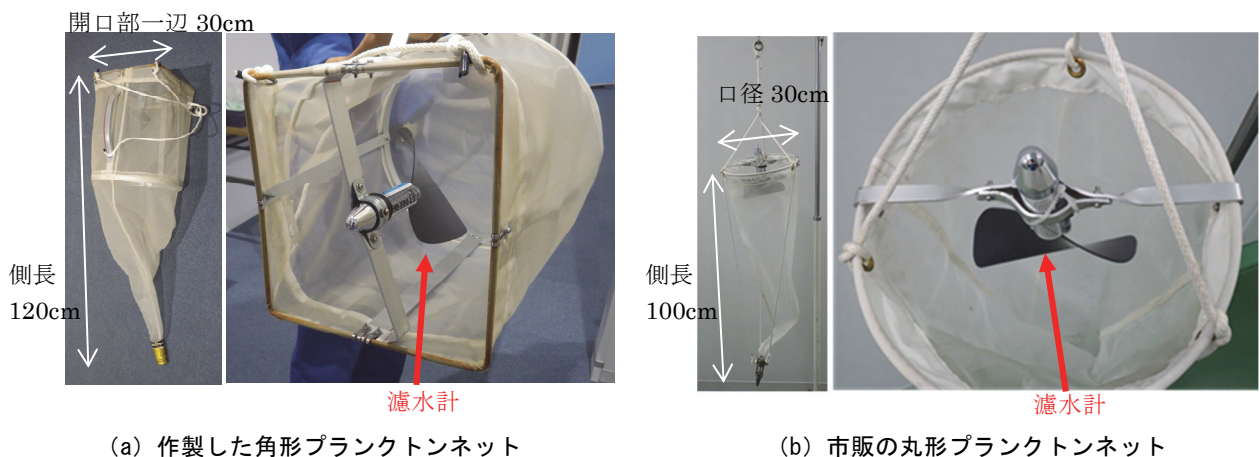 開口部一辺 30cm
側長
120cm
濾水計
(a) 作製した角形プランクトンネット
口径 30cm
側長
100cm
濾水計
(b) 市販の丸形プランクトンネット